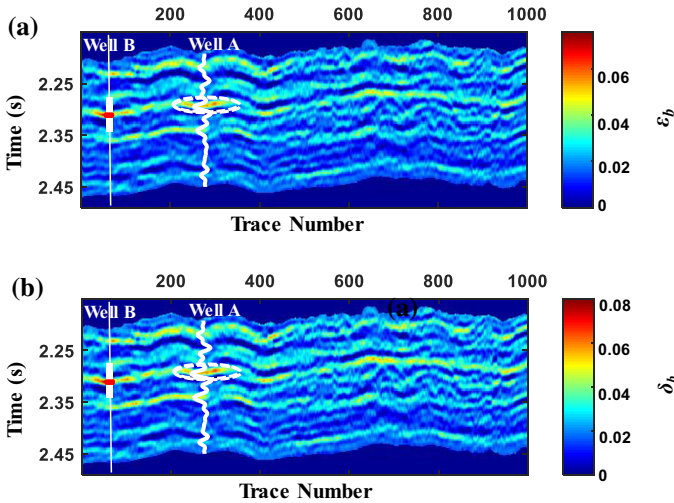 (a)
200 400 600 800 1000
Well B Well A
2.25
2.35
2.45
Time (s)
Trace Number
0.06
0.04
0.02
0
εb
(b)
200 400 600 800 1000
(a)
Well B Well A
2.25
2.35
2.45
Time (s)
Trace Number
0.08
0.06
0.04
0.02
0
δb